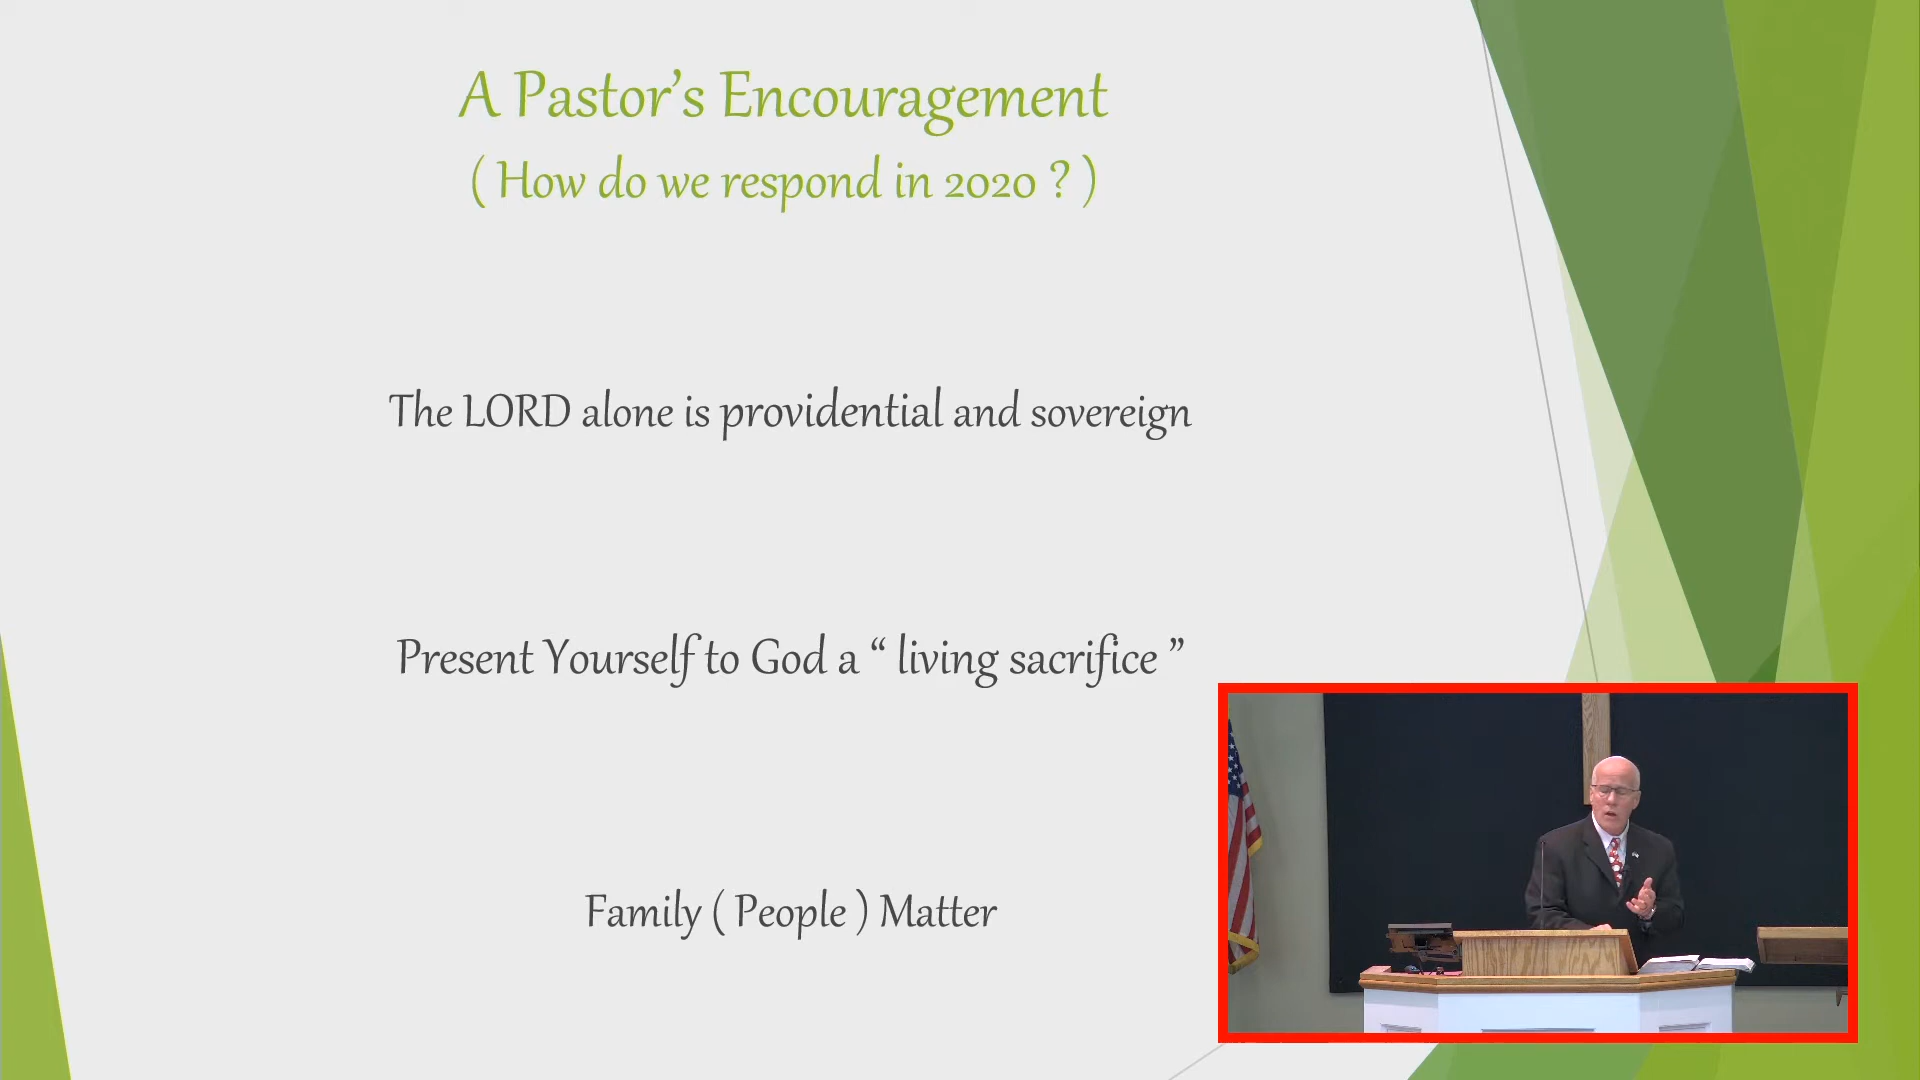 A Pastor’s Encouragement
( How do we respond in 2020 ? )
The LORD alone is providential and sovereign
Present Yourself to God a “ living sacrifice ”
Family ( People ) Matter